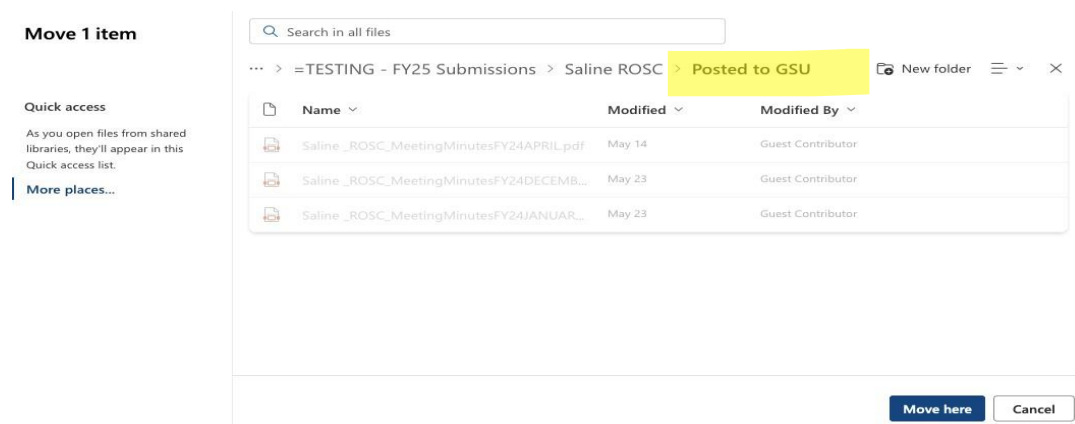 Move 1 item
Search in all files
··· > =TESTING - FY25 Submissions > Saline ROSC > Posted to GSU
New folder
Quick access
As you open files from shared
libraries, they'll appear in this
Quick access list.
More places...
Name Modified Modified By
Saline _ROSC_MeetingMinutesFY24APRIL.pdf May 14 Guest Contributor
Saline _ROSC_MeetingMinutesFY24DECEMB... May 23 Guest Contributor
Saline _ROSC_MeetingMinutesFY24JANUAR... May 23 Guest Contributor
Move here Cancel